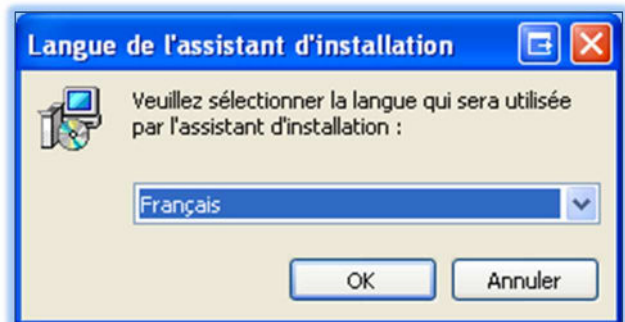 Langue de l'assistant d'installation
Veuillez sélectionner la langue qui sera utilisée
par l'assistant d'installation :
Français
OK
Annuler